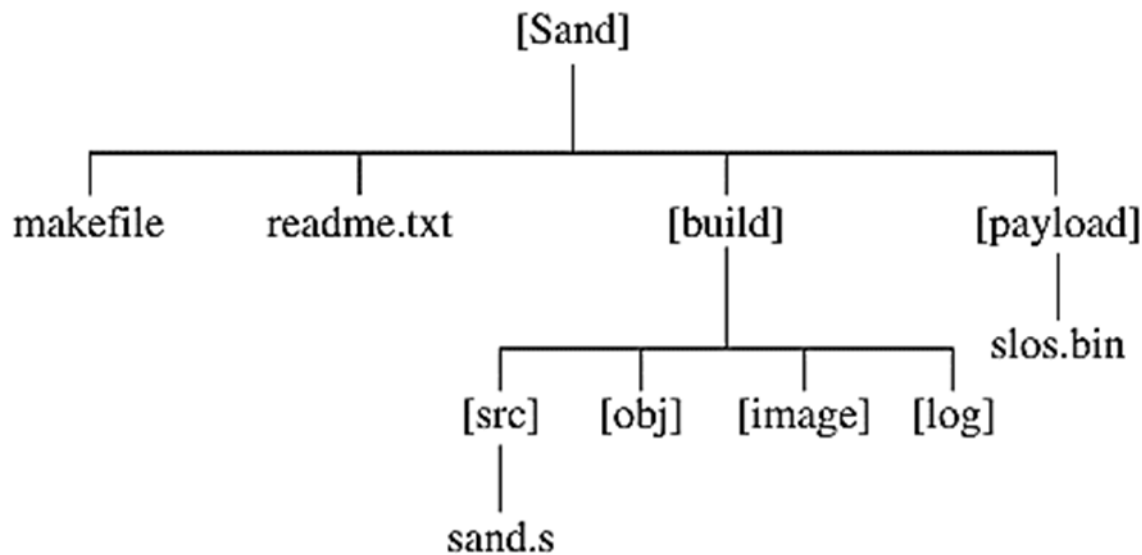 [Sand]
makefile readme.txt [build] [payload]
slos.bin
[src] [obj] [image] [log]
sand.s